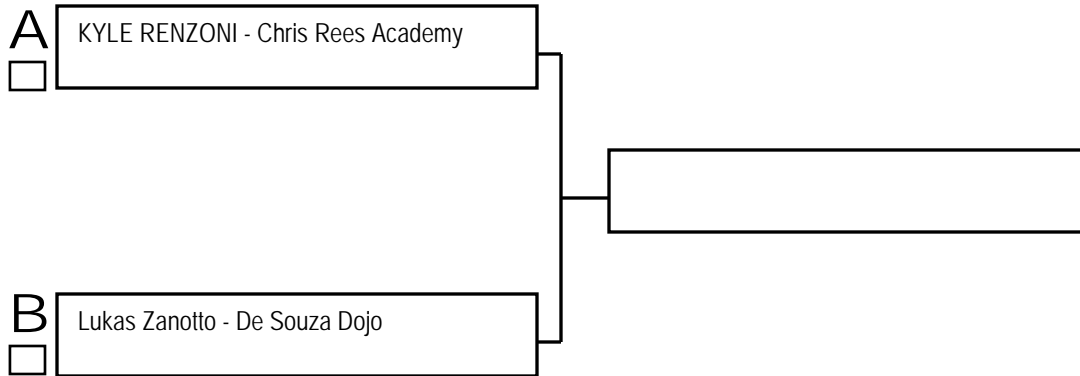 A
KYLE RENZONI - Chris Rees Academy
B
Lukas Zanotto - De Souza Dojo